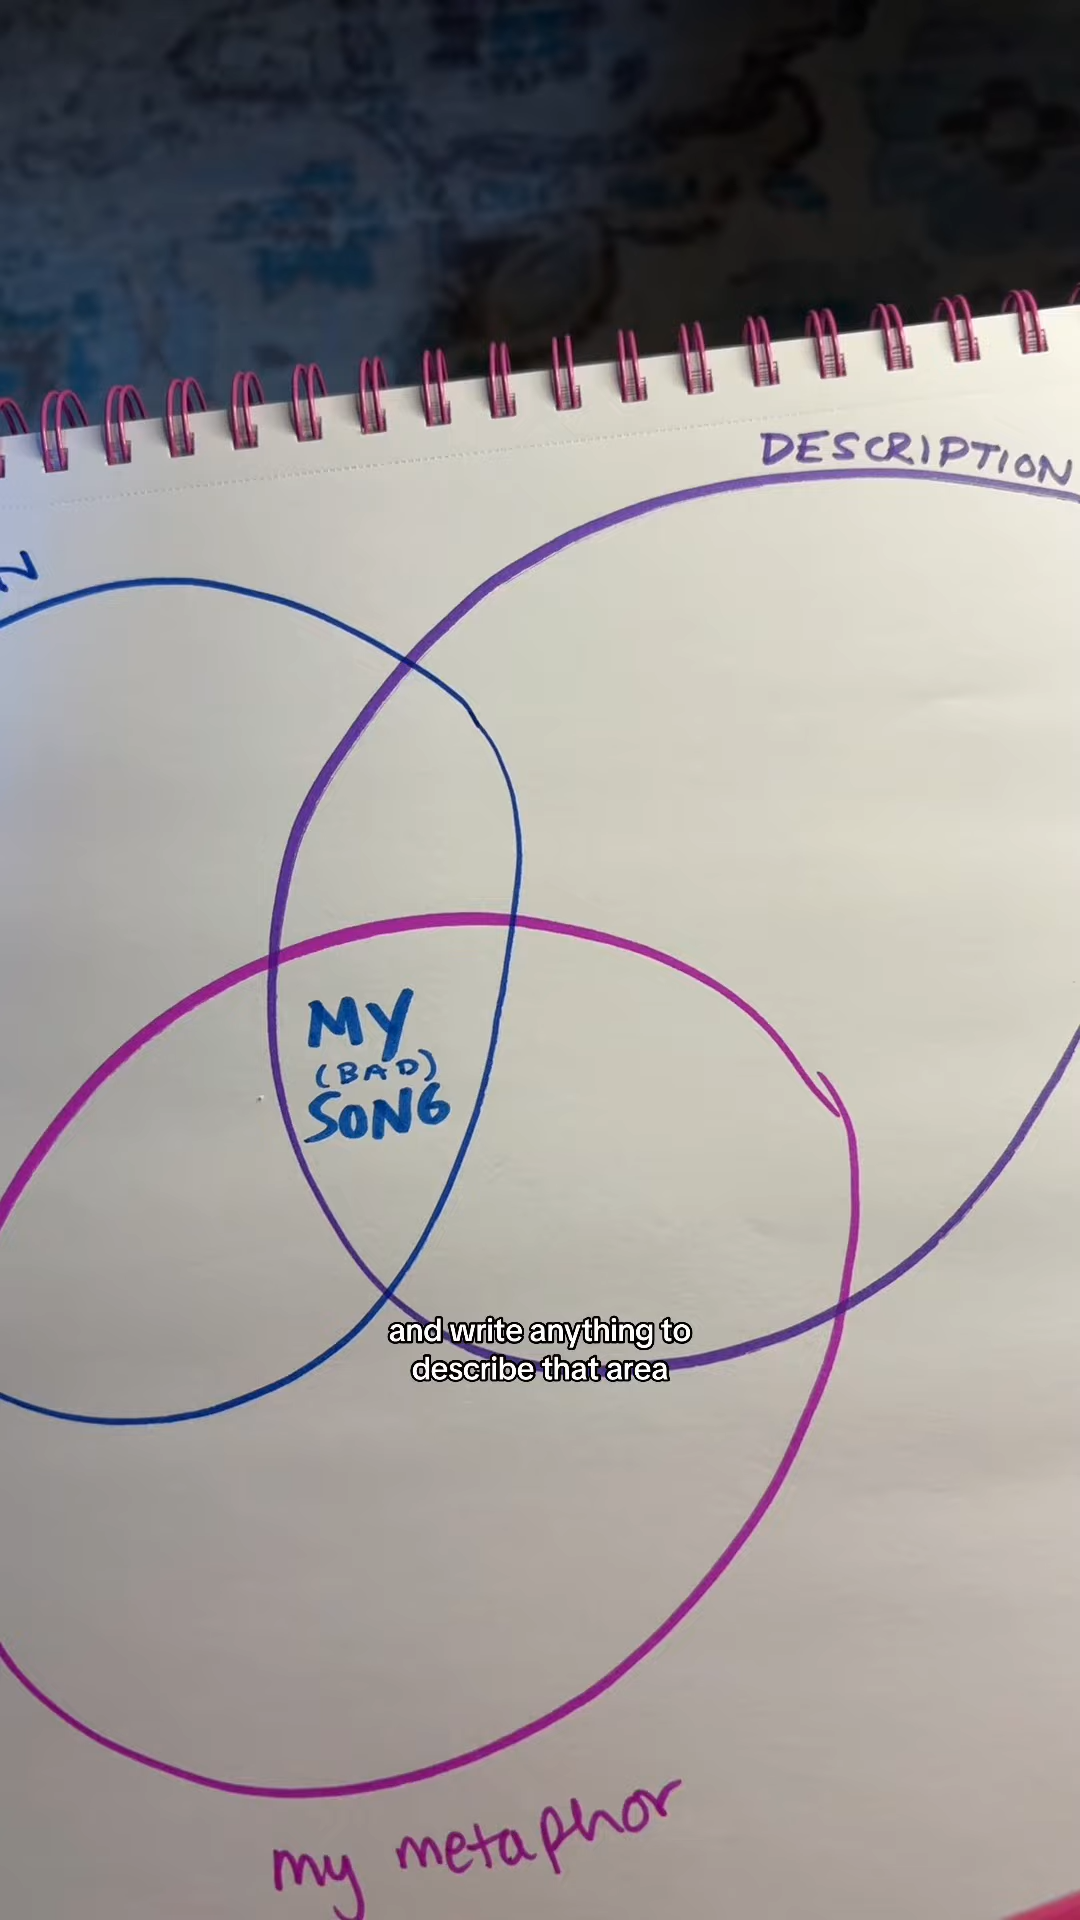 DESCRIPTION
N
MY
(BAD)
SONG
and write anything to
describe that area
my metaphor